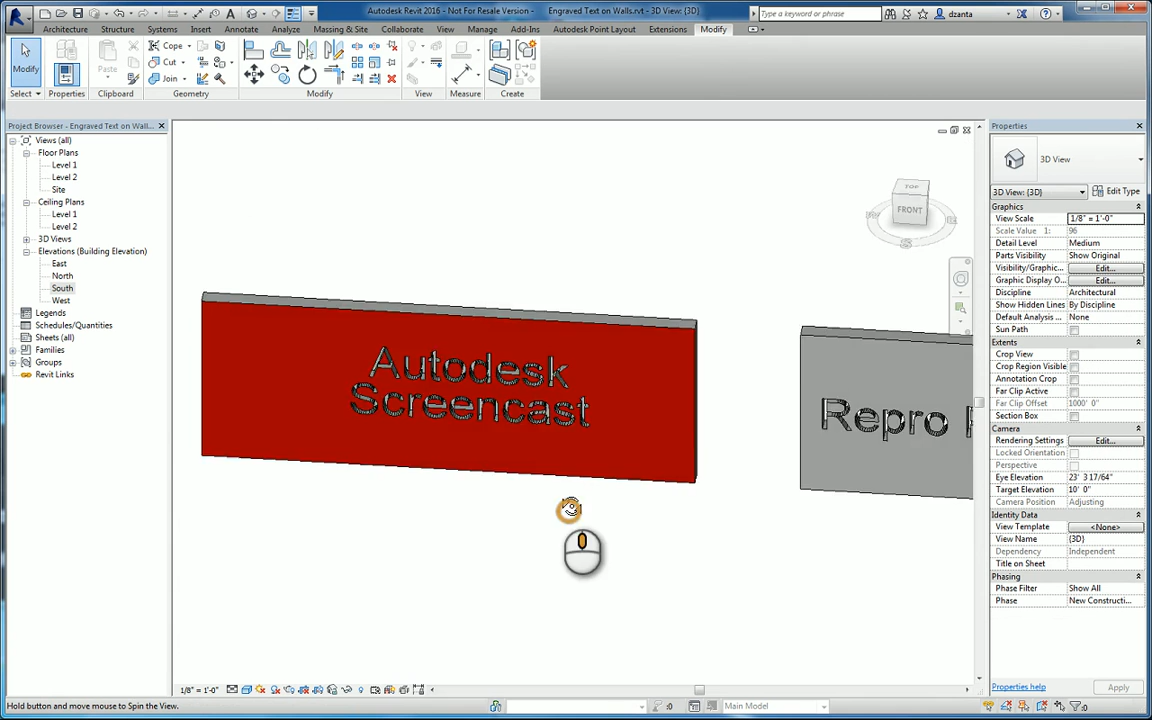 Autodesk Revit 2016 - Not For Resale Version - Engraved Text on Walls.rvt - 3D View: {3D}
Type a keyword or phrase
dzanta
Architecture Structure Systems Insert Annotate Analyze Massing & Site Collaborate View Manage Add-Ins Autodesk Point Layout Extensions Modify
Modify
Paste
Cope
Cut
Join
Select Properties Clipboard Geometry Modify View Measure Create
Project Browser - Engraved Text on Wall...
Views (all)
Floor Plans
Level 1
Level 2
Site
Ceiling Plans
Level 1
Level 2
3D Views
Elevations (Building Elevation)
East
North
South
West
Legends
Schedules/Quantities
Sheets (all)
Families
Groups
Revit Links
TOP
FRONT
Autodesk
Screencast
Repro
Properties
3D View
3D View: {3D}
Edit Type
Graphics
View Scale 1/8" = 1'-0"
Scale Value 1: 96
Detail Level Medium
Parts Visibility Show Original
Visibility/Graphic... Edit...
Graphic Display O... Edit...
Discipline Architectural
Show Hidden Lines By Discipline
Default Analysis ... None
Sun Path
Extents
Crop View
Crop Region Visible
Annotation Crop
Far Clip Active
Far Clip Offset 1000' 0"
Section Box
Camera
Rendering Settings Edit...
Locked Orientation
Perspective
Eye Elevation 23' 3 17/64"
Target Elevation 10' 0"
Camera Position Adjusting
Identity Data
View Template <None>
View Name {3D}
Dependency Independent
Title on Sheet
Phasing
Phase Filter Show All
Phase New Constructi...
Properties help
Apply
1/8" = 1'-0"
Hold button and move mouse to Spin the View.
:0
Main Model
:0